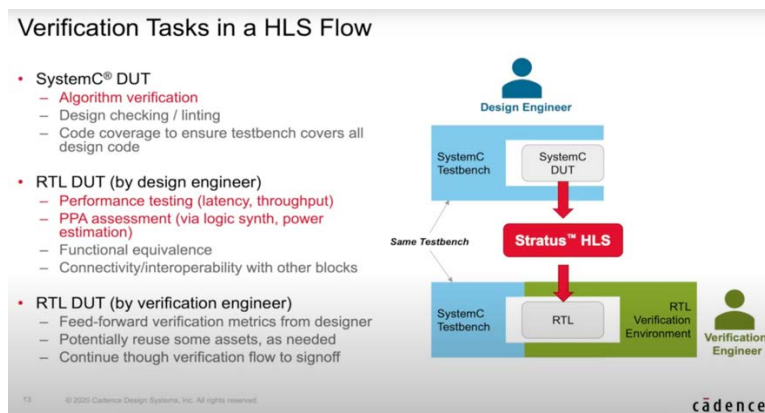 Verification Tasks in a HLS Flow
• SystemC® DUT
– Algorithm verification
– Design checking / linting
– Code coverage to ensure testbench covers all
design code
• RTL DUT (by design engineer)
– Performance testing (latency, throughput)
– PPA assessment (via logic synth, power
estimation)
– Functional equivalence
– Connectivity/interoperability with other blocks
• RTL DUT (by verification engineer)
– Feed-forward verification metrics from designer
– Potentially reuse some assets, as needed
– Continue though verification flow to signoff
Design Engineer
SystemC
Testbench
SystemC
DUT
Same Testbench
Stratus™ HLS
SystemC
Testbench
RTL
RTL
Verification
Environment
Verification
Engineer
13 © 2020 Cadence Design Systems, Inc. All rights reserved.
cādence